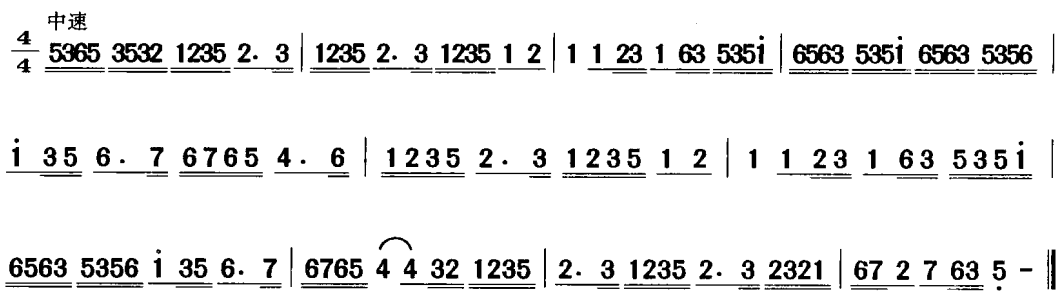 中速
4/4 5365 3532 1235 2. 3 | 1235 2. 3 1235 1 2 | 1 1 23 1 63 535i̇ | 6563 535i̇ 6563 5356 |
i̇ 35 6. 7 6765 4. 6 | 1235 2. 3 1235 1 2 | 1 1 23 1 63 535i̇ |
6563 5356 i̇ 35 6. 7 | 6765 4 4 32 1235 | 2. 3 1235 2. 3 2321 | 67 2 7 63 5̣ - ‖